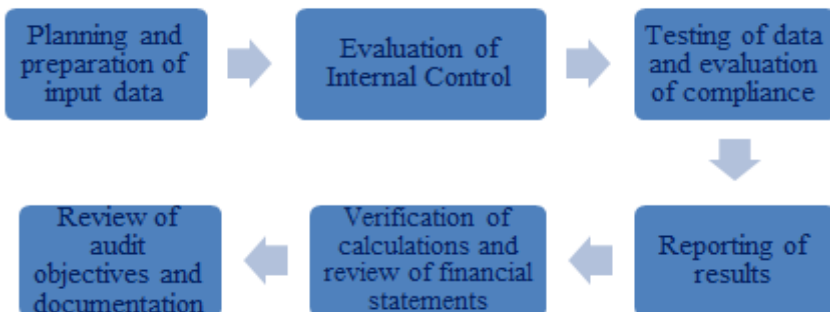 Planning and
preparation of
input data
Evaluation of
Internal Control
Testing of data
and evaluation
of compliance
Reporting of
results
Verification of
calculations and
review of financial
statements
Review of
audit
objectives and
documentation